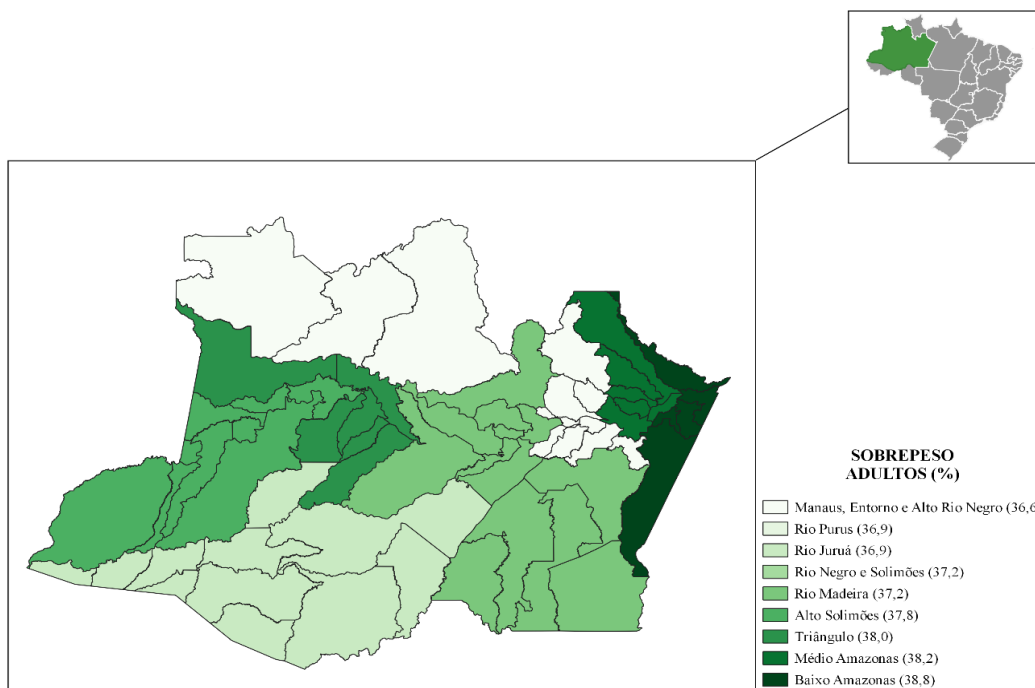 SOBREPESO
ADULTOS (%)
Manaus, Entorno e Alto Rio Negro (36,6
Rio Purus (36,9)
Rio Juruá (36,9)
Rio Negro e Solimões (37,2)
Rio Madeira (37,2)
Alto Solimões (37,8)
Triângulo (38,0)
Médio Amazonas (38,2)
Baixo Amazonas (38,8)